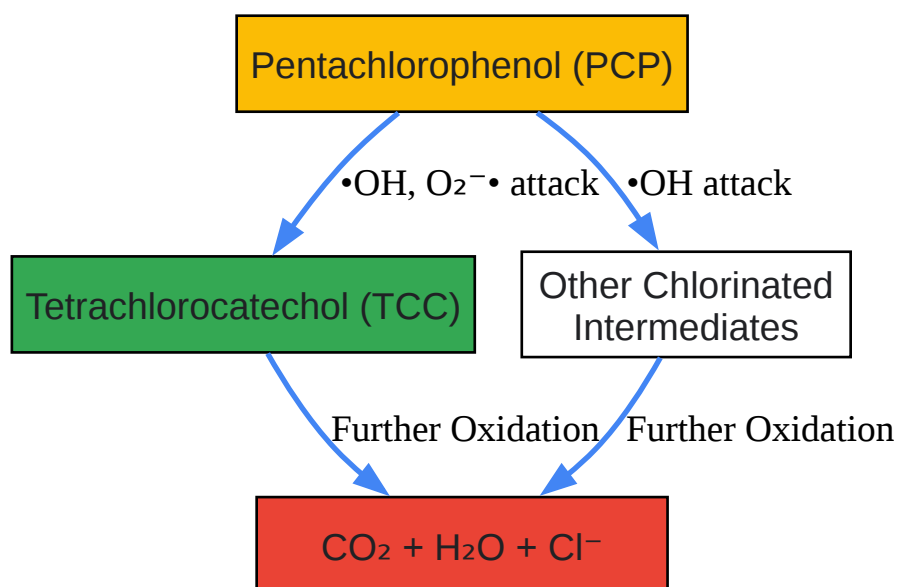 Pentachlorophenol (PCP)
•OH, O₂⁻• attack
•OH attack
Tetrachlorocatechol (TCC)
Other Chlorinated
Intermediates
Further Oxidation
Further Oxidation
CO₂ + H₂O + Cl⁻